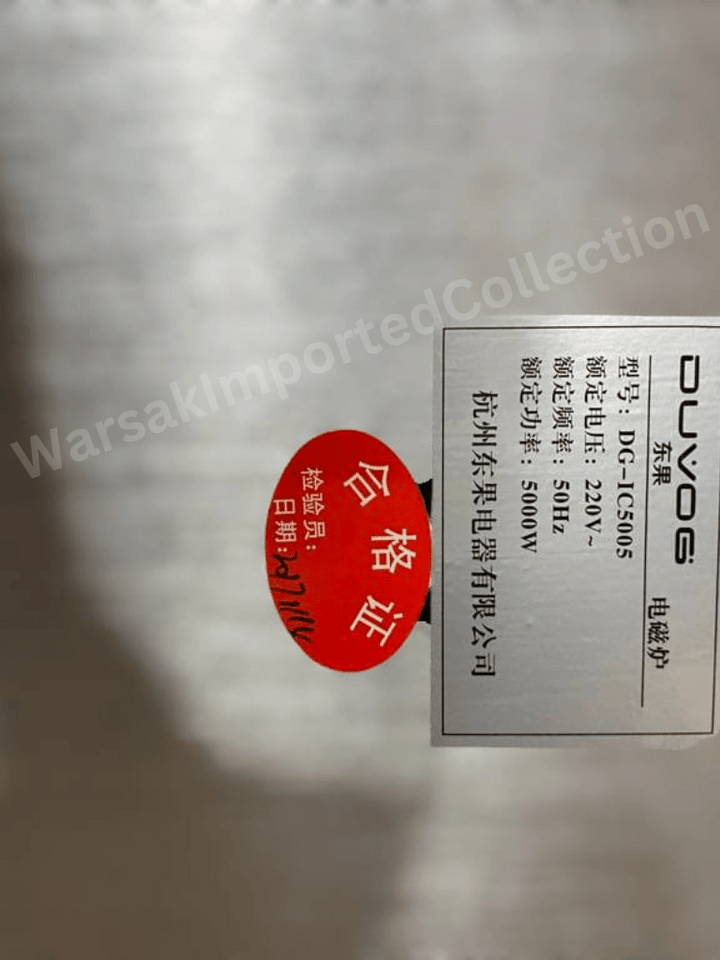 WarsakImportedCollection
DUVOG
东果 电磁炉
型号：DG-IC5005
额定电压：220V~
额定频率：50Hz
额定功率：5000W
杭州东果电器有限公司
合格证
检验员：
日期：